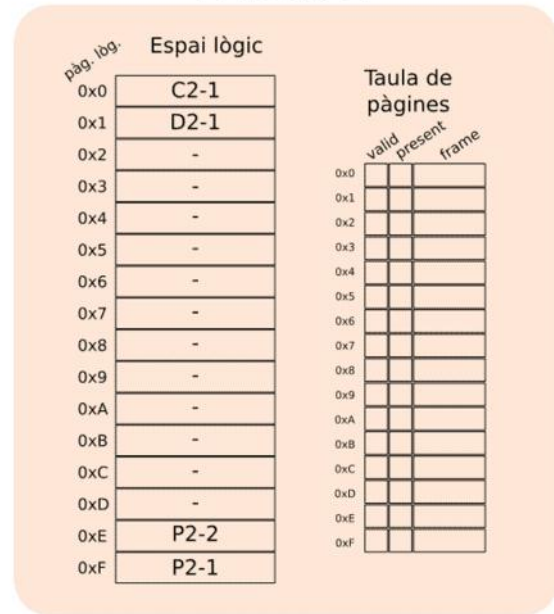 pàg. lòg. Espai lògic
0x0 C2-1
0x1 D2-1
0x2 -
0x3 -
0x4 -
0x5 -
0x6 -
0x7 -
0x8 -
0x9 -
0xA -
0xB -
0xC -
0xD -
0xE P2-2
0xF P2-1
Taula de
pàgines
valid present frame
0x0
0x1
0x2
0x3
0x4
0x5
0x6
0x7
0x8
0x9
0xA
0xB
0xC
0xD
0xE
0xF